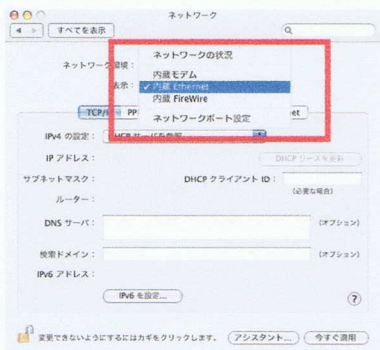 ネットワーク
すべてを表示
ネットワークの状況
ネットワーク環境：
内蔵モデム
表示：
✓ 内蔵 Ethernet
内蔵 FireWire
ネットワークポート設定
TCP/IP
PP
et
IPv4 の設定：
DHCP サーバを参照
IP アドレス：
DHCP リースを更新
サブネットマスク：
DHCP クライアント ID：
（必要な場合）
ルーター：
DNS サーバ：
（オプション）
検索ドメイン：
（オプション）
IPv6 アドレス：
IPv6 を設定...
?
変更できないようにするにはカギをクリックします。
アシスタント...
今すぐ適用